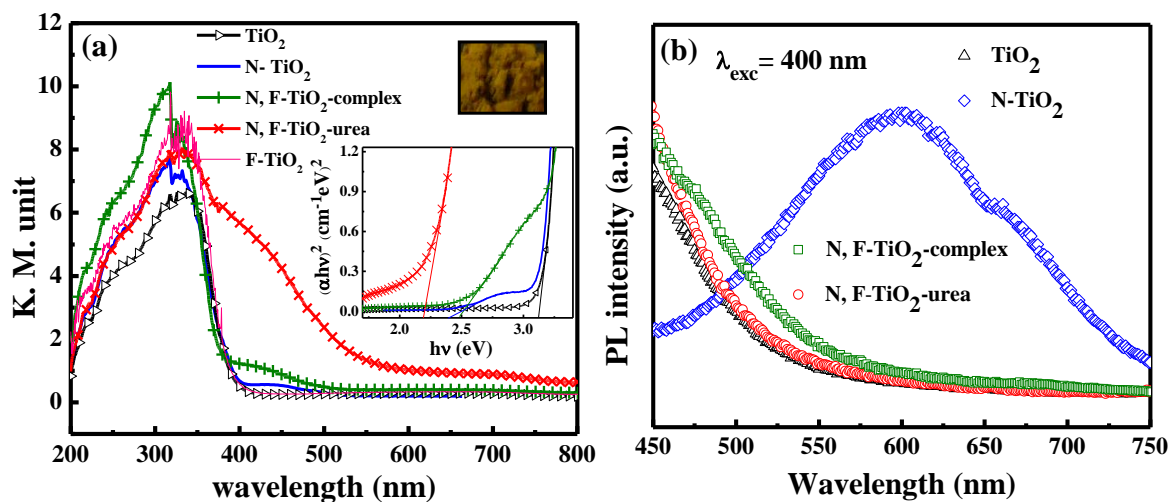 (a)
TiO₂
N- TiO₂
N, F-TiO₂-complex
N, F-TiO₂-urea
F-TiO₂
12
10
8
6
4
2
0
K. M. unit
200 300 400 500 600 700 800
wavelength (nm)
1.2
0.9
0.6
0.3
0.0
(αhν)² (cm⁻¹eV)²
2.0 2.5 3.0
hν (eV)
(b)
λexc= 400 nm
TiO₂
N-TiO₂
N, F-TiO₂-complex
N, F-TiO₂-urea
PL intensity (a.u.)
450 500 550 600 650 700 750
Wavelength (nm)